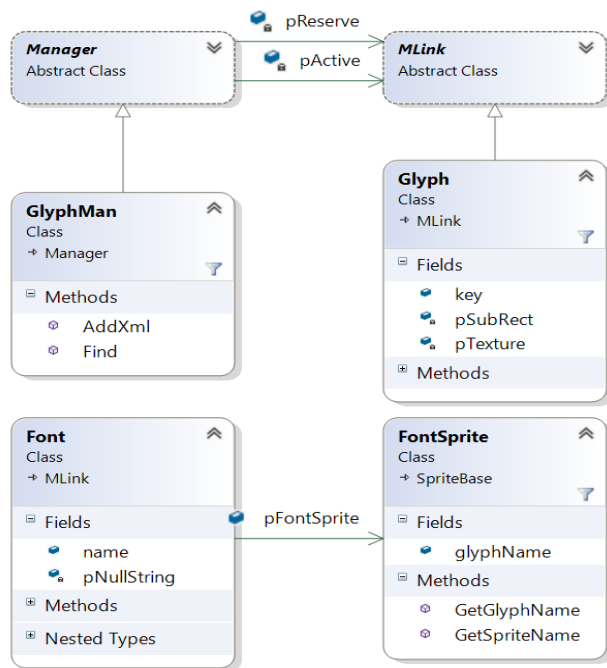 Manager
Abstract Class
pReserve
pActive
MLink
Abstract Class
GlyphMan
Class
Manager
Methods
AddXml
Find
Glyph
Class
MLink
Fields
key
pSubRect
pTexture
Methods
Font
Class
MLink
Fields
name
pNullString
Methods
Nested Types
pFontSprite
FontSprite
Class
SpriteBase
Fields
glyphName
Methods
GetGlyphName
GetSpriteName